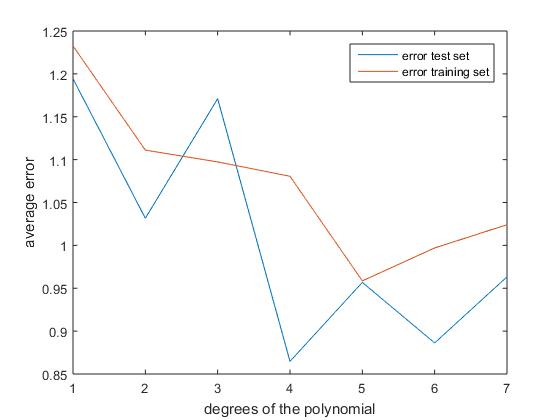 1.25
1.2
1.15
1.1
1.05
1
0.95
0.9
0.85
average error
error test set
error training set
1 2 3 4 5 6 7
degrees of the polynomial